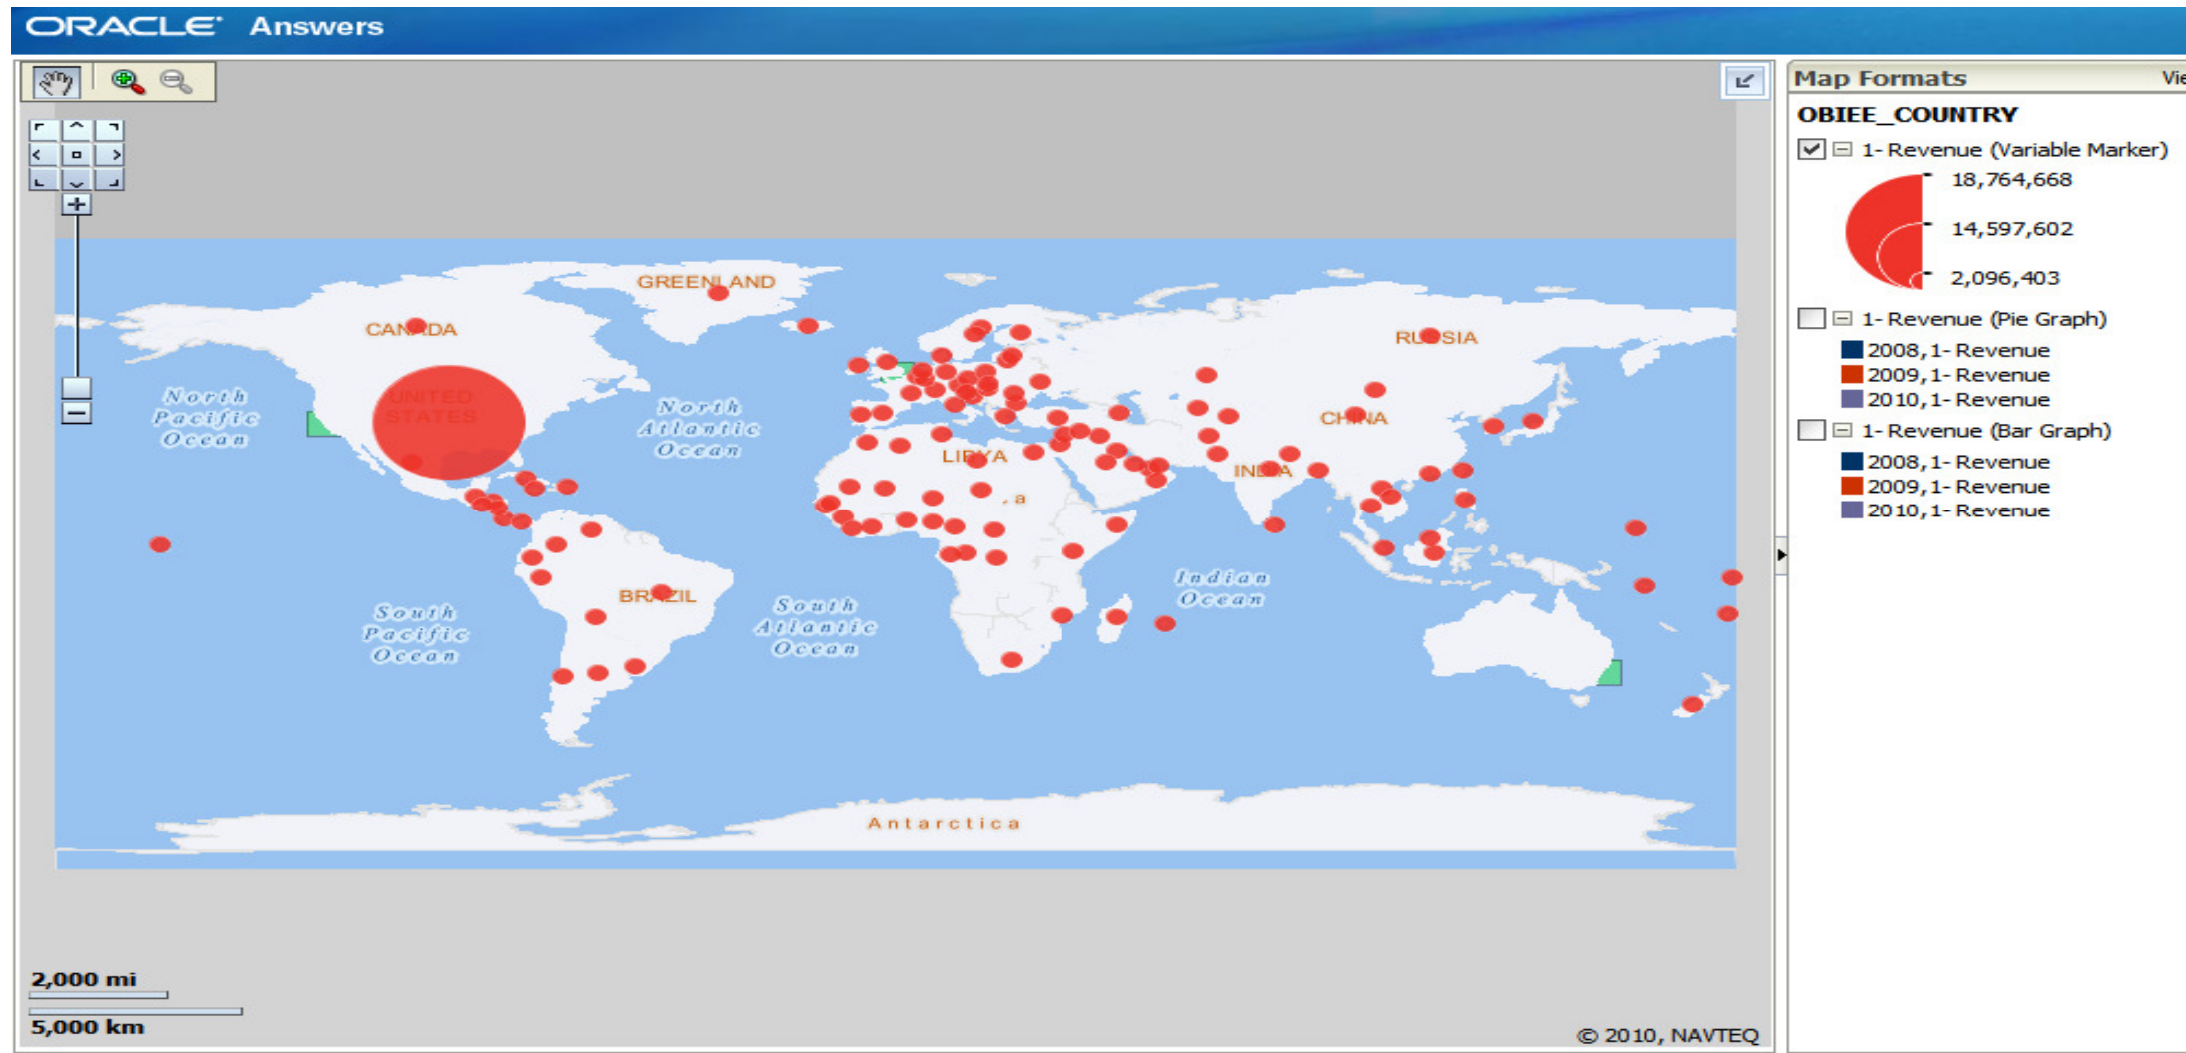 ORACLE Answers
Map Formats
Vie
OBIEE_COUNTRY
1- Revenue (Variable Marker)
18,764,668
14,597,602
2,096,403
1- Revenue (Pie Graph)
2008,1- Revenue
2009,1- Revenue
2010,1- Revenue
1- Revenue (Bar Graph)
2008,1- Revenue
2009,1- Revenue
2010,1- Revenue
GREENLAND
CANADA
RUSSIA
UNITED
STATES
North
Pacific
Ocean
North
Atlantic
Ocean
CHINA
LIBYA
INDIA
. a
BRAZIL
South
Pacific
Ocean
South
Atlantic
Ocean
Indian
Ocean
Antarctica
2,000 mi
5,000 km
© 2010, NAVTEQ